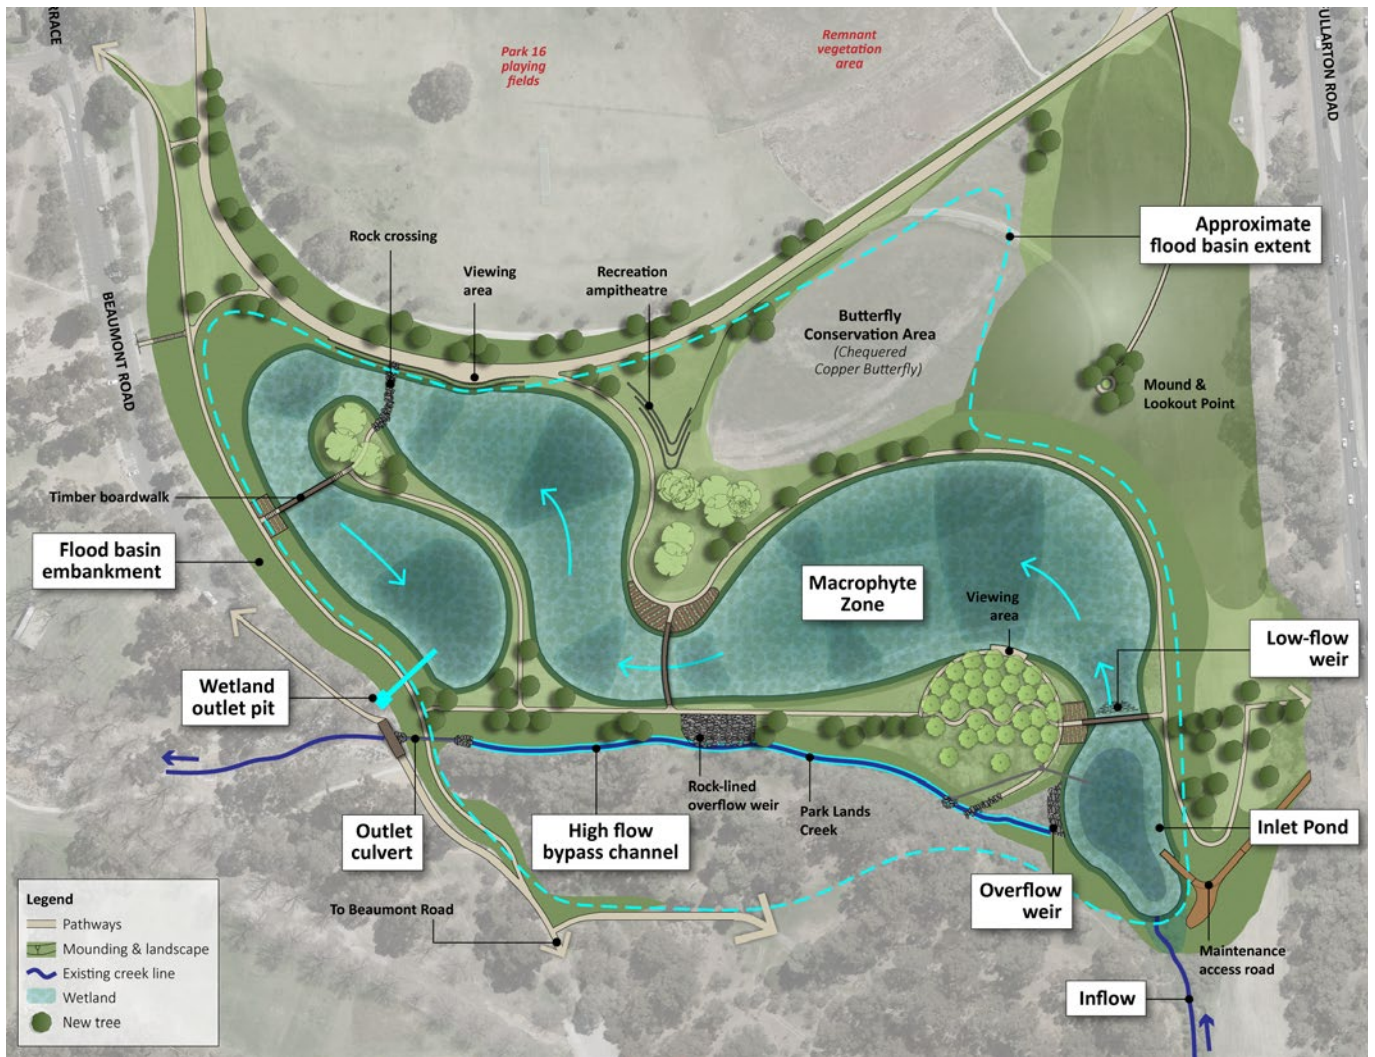 RRACE
Park 16
playing
fields
Remnant
vegetation
area
ULLARTON ROAD
Approximate
flood basin extent
Rock crossing
Viewing
area
Recreation
ampitheatre
BEAUMONT ROAD
Butterfly
Conservation Area
(Chequered
Copper Butterfly)
Mound &
Lookout Point
Timber boardwalk
Flood basin
embankment
Macrophyte
Zone
Viewing
area
Low-flow
weir
Wetland
outlet pit
Rock-lined
overflow weir
Park Lands
Creek
Outlet
culvert
High flow
bypass channel
Inlet Pond
Overflow
weir
To Beaumont Road
Maintenance
access road
Inflow
Legend
Pathways
Mounding & landscape
Existing creek line
Wetland
New tree